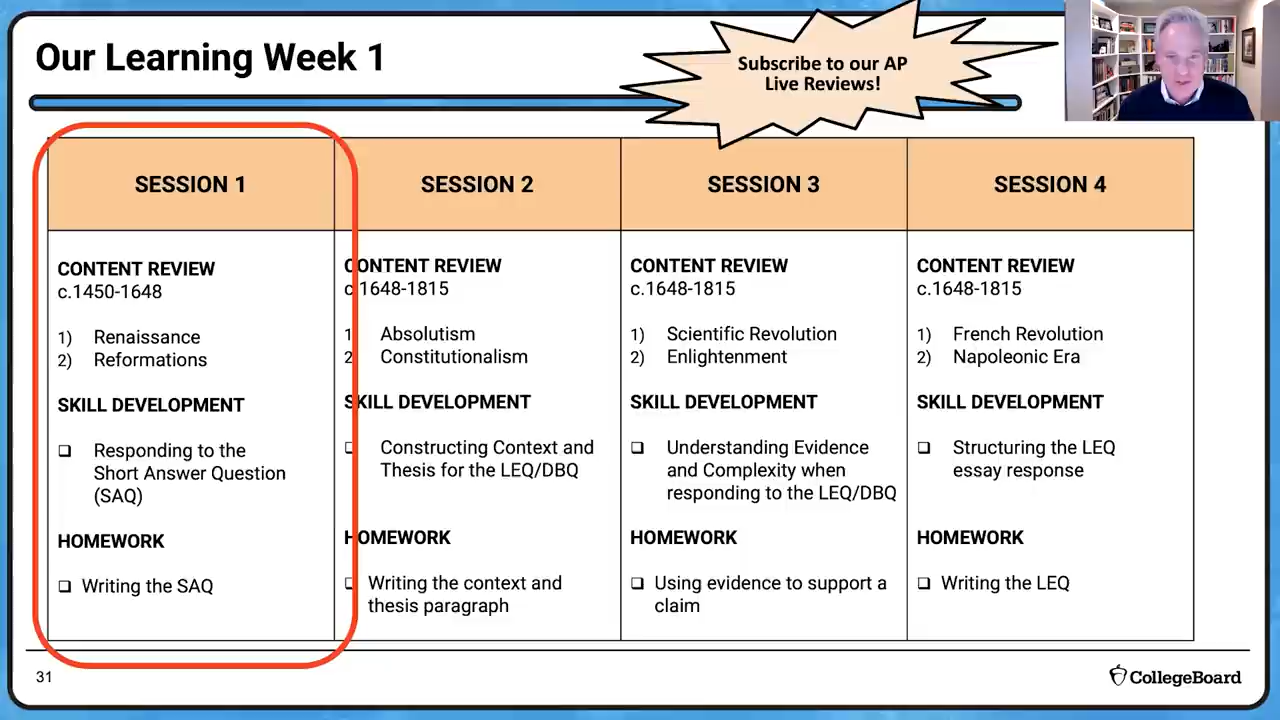 Our Learning Week 1
Subscribe to our AP
Live Reviews!
SESSION 1
CONTENT REVIEW
c.1450-1648
1) Renaissance
2) Reformations
SKILL DEVELOPMENT
❑ Responding to the
Short Answer Question
(SAQ)
HOMEWORK
❑ Writing the SAQ
SESSION 2
CONTENT REVIEW
c.1648-1815
1) Absolutism
2) Constitutionalism
SKILL DEVELOPMENT
❑ Constructing Context and
Thesis for the LEQ/DBQ
HOMEWORK
❑ Writing the context and
thesis paragraph
SESSION 3
CONTENT REVIEW
c.1648-1815
1) Scientific Revolution
2) Enlightenment
SKILL DEVELOPMENT
❑ Understanding Evidence
and Complexity when
responding to the LEQ/DBQ
HOMEWORK
❑ Using evidence to support a
claim
SESSION 4
CONTENT REVIEW
c.1648-1815
1) French Revolution
2) Napoleonic Era
SKILL DEVELOPMENT
❑ Structuring the LEQ
essay response
HOMEWORK
❑ Writing the LEQ
31
CollegeBoard